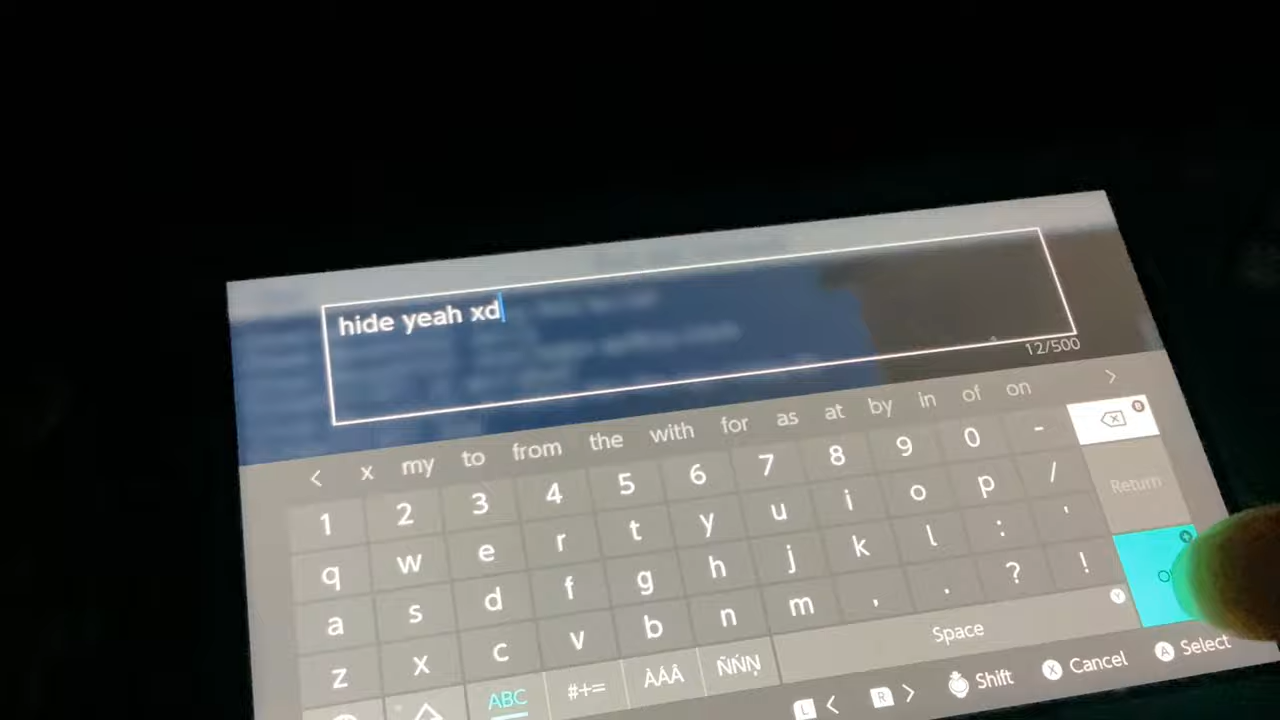 hide yeah xd
12/500
< x my to from the with for as at by in of on >
1 2 3 4 5 6 7 8 9 0 -
q w e r t y u i o p /
Return
a s d f g h j k l : '
z x c v b n m , . ? !
ABC #+= ÀÁÂ ÑŃŅ Space
L < R > Shift X Cancel A Select